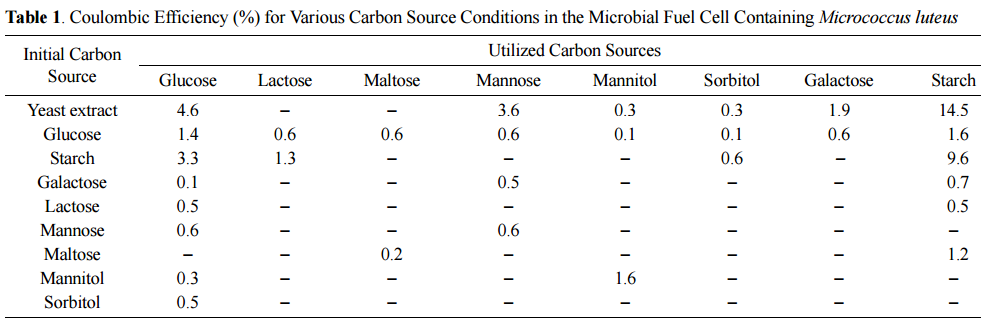 Table 1. Coulombic Efficiency (%) for Various Carbon Source Conditions in the Microbial Fuel Cell Containing Micrococcus luteus
Initial Carbon Source Utilized Carbon Sources
Glucose Lactose Maltose Mannose Mannitol Sorbitol Galactose Starch
Yeast extract 4.6 – – 3.6 0.3 0.3 1.9 14.5
Glucose 1.4 0.6 0.6 0.6 0.1 0.1 0.6 1.6
Starch 3.3 1.3 – – – 0.6 – 9.6
Galactose 0.1 – – 0.5 – – – 0.7
Lactose 0.5 – – – – – – 0.5
Mannose 0.6 – – 0.6 – – – –
Maltose – – 0.2 – – – – 1.2
Mannitol 0.3 – – – 1.6 – – –
Sorbitol 0.5 – – – – – – –